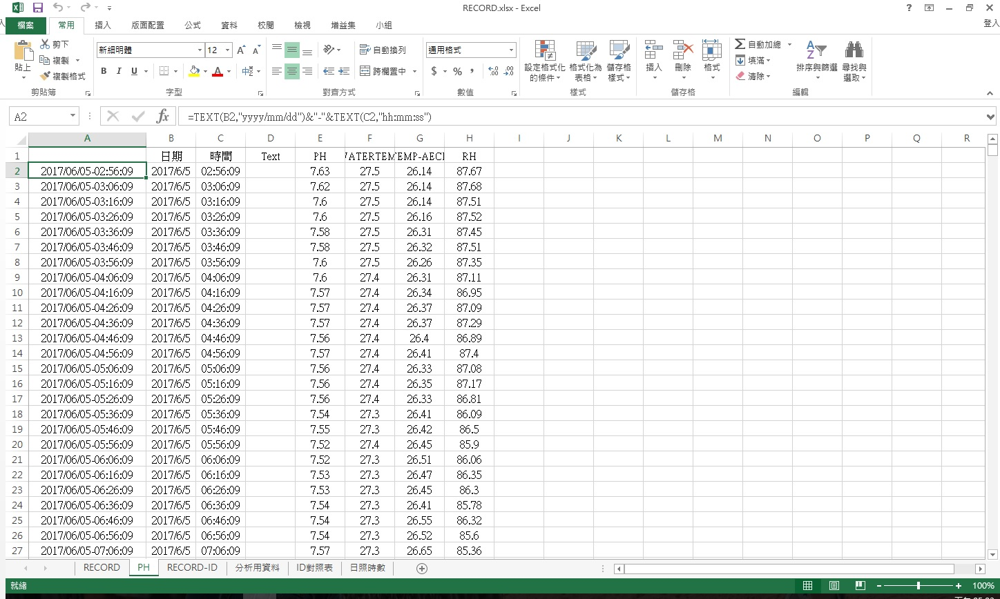 RECORD.xlsx - Excel
?
檔案 常用 插入 版面配置 公式 資料 校閱 檢視 增益集 小組 登入
貼上 剪下 複製 複製格式 剪貼簿
新細明體 12 A A B I U A 字型
自動換列 跨欄置中 對齊方式
通用格式 $ % , .00 數值
設定格式化的條件 格式化為表格 儲存格樣式 樣式
插入 刪除 格式 儲存格
自動加總 填滿 清除 排序與篩選 尋找與選取 編輯
A2 fx =TEXT(B2,"yyyy/mm/dd")&"-"&TEXT(C2,"hh:mm:ss")
A B C D E F G H I J K L M N O P Q R
1 日期 時間 Text PH WATERTEM TEMP-AECI RH
2 2017/06/05-02:56:09 2017/6/5 02:56:09 7.63 27.5 26.14 87.67
3 2017/06/05-03:06:09 2017/6/5 03:06:09 7.62 27.5 26.14 87.68
4 2017/06/05-03:16:09 2017/6/5 03:16:09 7.6 27.5 26.14 87.51
5 2017/06/05-03:26:09 2017/6/5 03:26:09 7.6 27.5 26.16 87.52
6 2017/06/05-03:36:09 2017/6/5 03:36:09 7.58 27.5 26.31 87.45
7 2017/06/05-03:46:09 2017/6/5 03:46:09 7.58 27.5 26.32 87.51
8 2017/06/05-03:56:09 2017/6/5 03:56:09 7.6 27.5 26.26 87.35
9 2017/06/05-04:06:09 2017/6/5 04:06:09 7.6 27.4 26.31 87.11
10 2017/06/05-04:16:09 2017/6/5 04:16:09 7.57 27.4 26.34 86.95
11 2017/06/05-04:26:09 2017/6/5 04:26:09 7.57 27.4 26.37 87.09
12 2017/06/05-04:36:09 2017/6/5 04:36:09 7.57 27.4 26.37 87.29
13 2017/06/05-04:46:09 2017/6/5 04:46:09 7.56 27.4 26.4 86.89
14 2017/06/05-04:56:09 2017/6/5 04:56:09 7.57 27.4 26.41 87.4
15 2017/06/05-05:06:09 2017/6/5 05:06:09 7.56 27.4 26.33 87.08
16 2017/06/05-05:16:09 2017/6/5 05:16:09 7.56 27.4 26.35 87.17
17 2017/06/05-05:26:09 2017/6/5 05:26:09 7.56 27.4 26.33 86.81
18 2017/06/05-05:36:09 2017/6/5 05:36:09 7.54 27.3 26.41 86.09
19 2017/06/05-05:46:09 2017/6/5 05:46:09 7.55 27.3 26.42 86.5
20 2017/06/05-05:56:09 2017/6/5 05:56:09 7.52 27.4 26.45 85.9
21 2017/06/05-06:06:09 2017/6/5 06:06:09 7.52 27.3 26.51 86.06
22 2017/06/05-06:16:09 2017/6/5 06:16:09 7.53 27.3 26.47 86.35
23 2017/06/05-06:26:09 2017/6/5 06:26:09 7.53 27.3 26.45 86.3
24 2017/06/05-06:36:09 2017/6/5 06:36:09 7.54 27.3 26.41 85.78
25 2017/06/05-06:46:09 2017/6/5 06:46:09 7.54 27.3 26.55 86.32
26 2017/06/05-06:56:09 2017/6/5 06:56:09 7.54 27.3 26.52 85.6
27 2017/06/05-07:06:09 2017/6/5 07:06:09 7.57 27.3 26.65 85.36
RECORD PH RECORD-ID 分析用資料 ID對照表 日照時數
就緒 100%